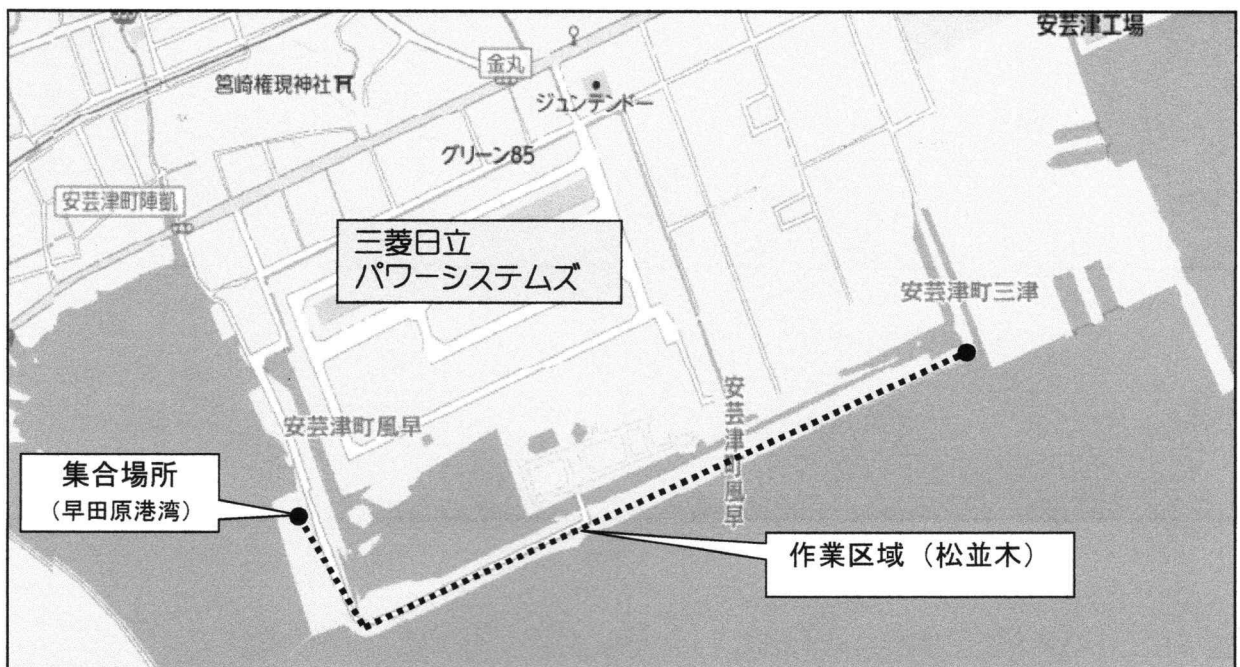 安芸津工場
金丸
筥崎権現神社
ジュンテンドー
グリーン85
安芸津町陣凱
三菱日立
パワーシステムズ
安芸津町三津
安芸津町風早
安芸津町風早
集合場所
（早田原港湾）
作業区域（松並木）